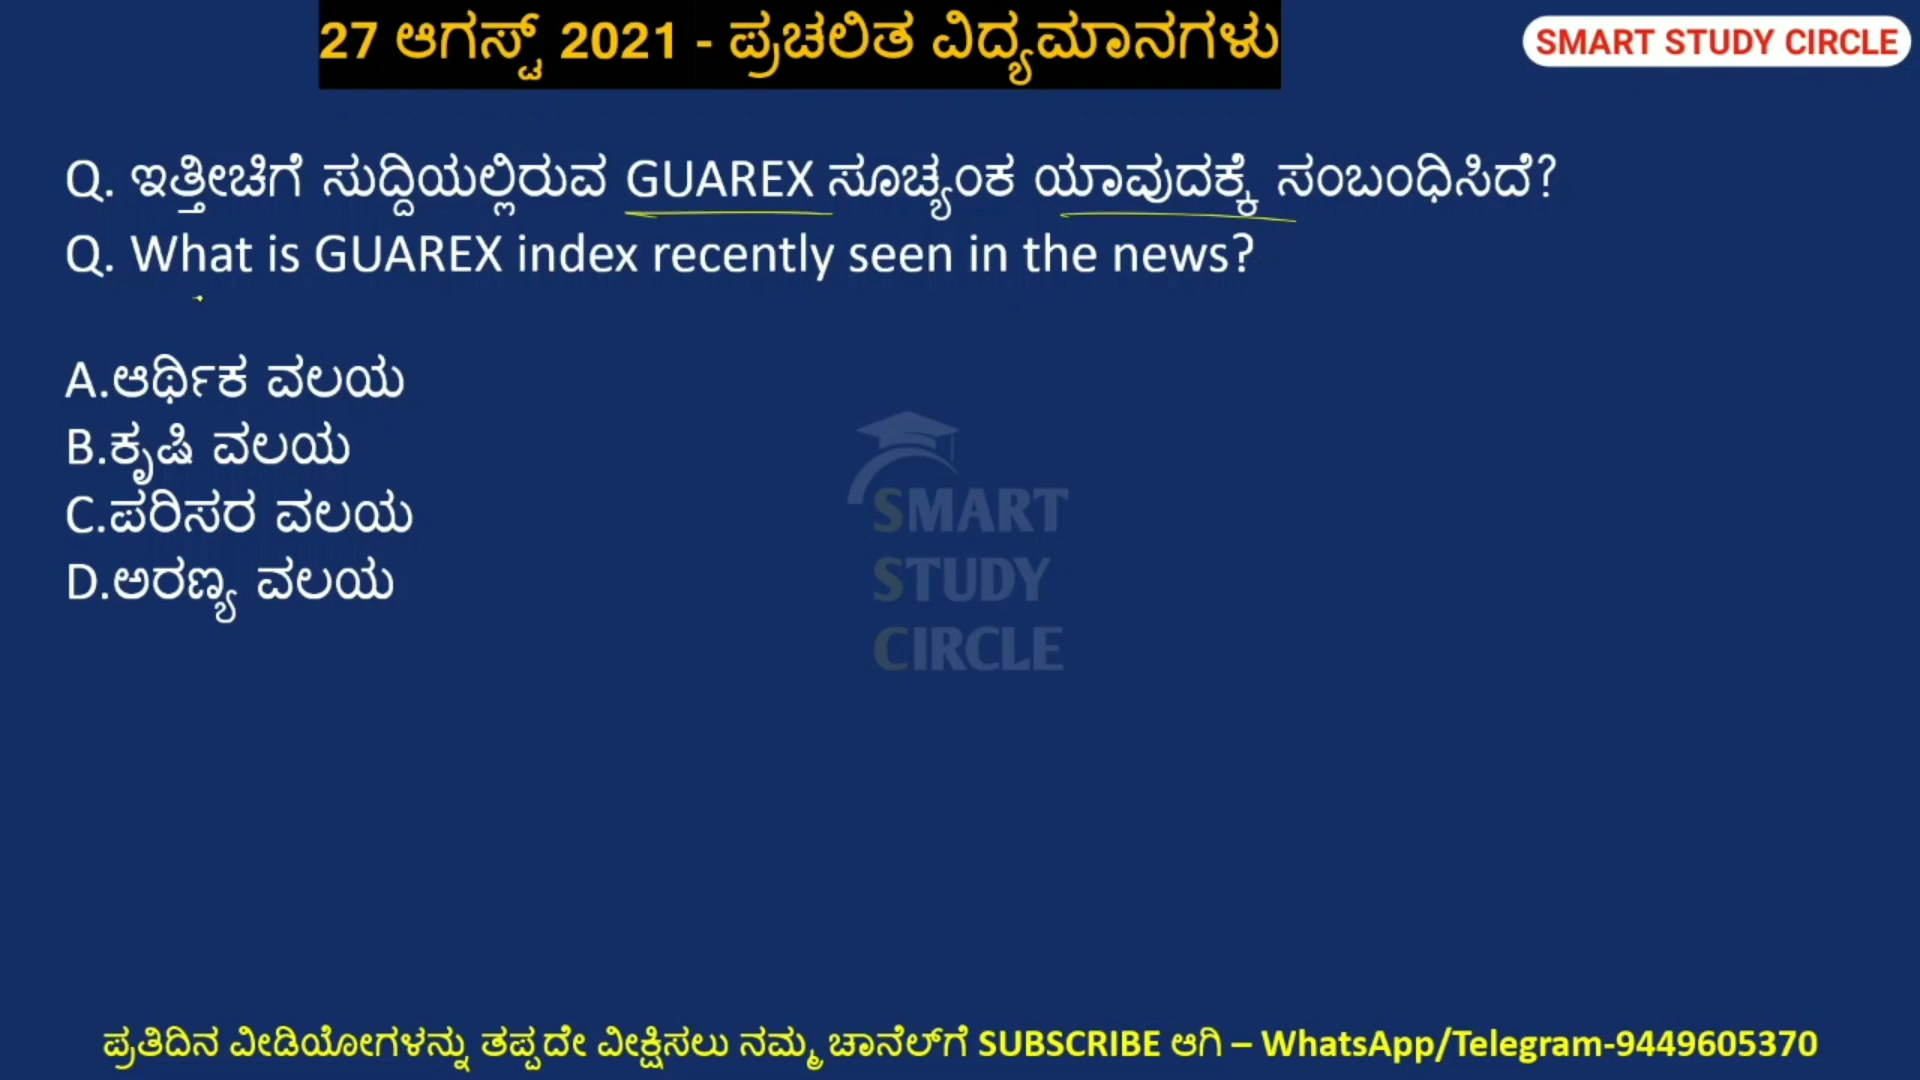 27 ಆಗಸ್ಟ್ 2021 - ಪ್ರಚಲಿತ ವಿದ್ಯಮಾನಗಳು
SMART STUDY CIRCLE
Q. ಇತ್ತೀಚಿಗೆ ಸುದ್ದಿಯಲ್ಲಿರುವ GUAREX ಸೂಚ್ಯಂಕ ಯಾವುದಕ್ಕೆ ಸಂಬಂಧಿಸಿದೆ?
Q. What is GUAREX index recently seen in the news?
A.ಆರ್ಥಿಕ ವಲಯ
B.ಕೃಷಿ ವಲಯ
C.ಪರಿಸರ ವಲಯ
D.ಅರಣ್ಯ ವಲಯ
SMART
STUDY
CIRCLE
ಪ್ರತಿದಿನ ವೀಡಿಯೋಗಳನ್ನು ತಪ್ಪದೇ ವೀಕ್ಷಿಸಲು ನಮ್ಮ ಚಾನೆಲ್‌ಗೆ SUBSCRIBE ಆಗಿ – WhatsApp/Telegram-9449605370